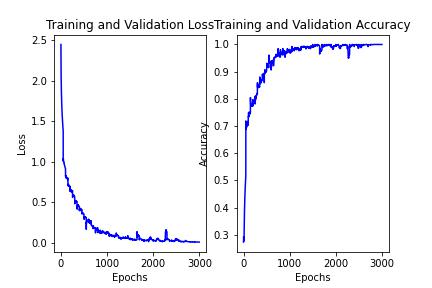 Training and Validation Loss
2.5
2.0
1.5
1.0
0.5
0.0
Loss
0 1000 2000 3000
Epochs
Training and Validation Accuracy
1.0
0.9
0.8
0.7
0.6
0.5
0.4
0.3
Accuracy
0 1000 2000 3000
Epochs